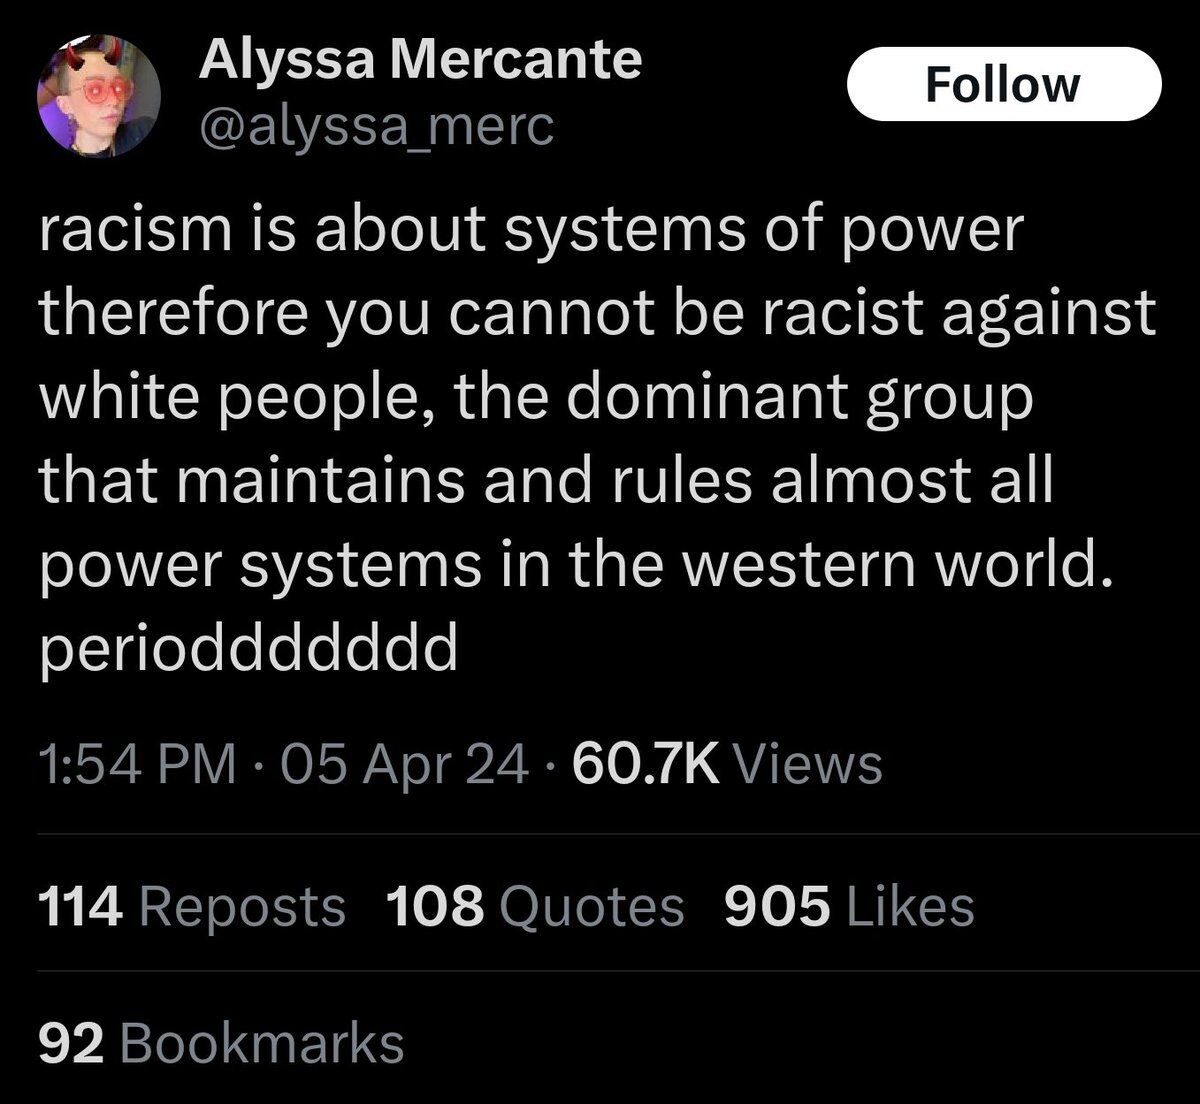 Alyssa Mercante
@alyssa_merc
Follow
racism is about systems of power
therefore you cannot be racist against
white people, the dominant group
that maintains and rules almost all
power systems in the western world.
perioddddddd
1:54 PM · 05 Apr 24 · 60.7K Views
114 Reposts 108 Quotes 905 Likes
92 Bookmarks